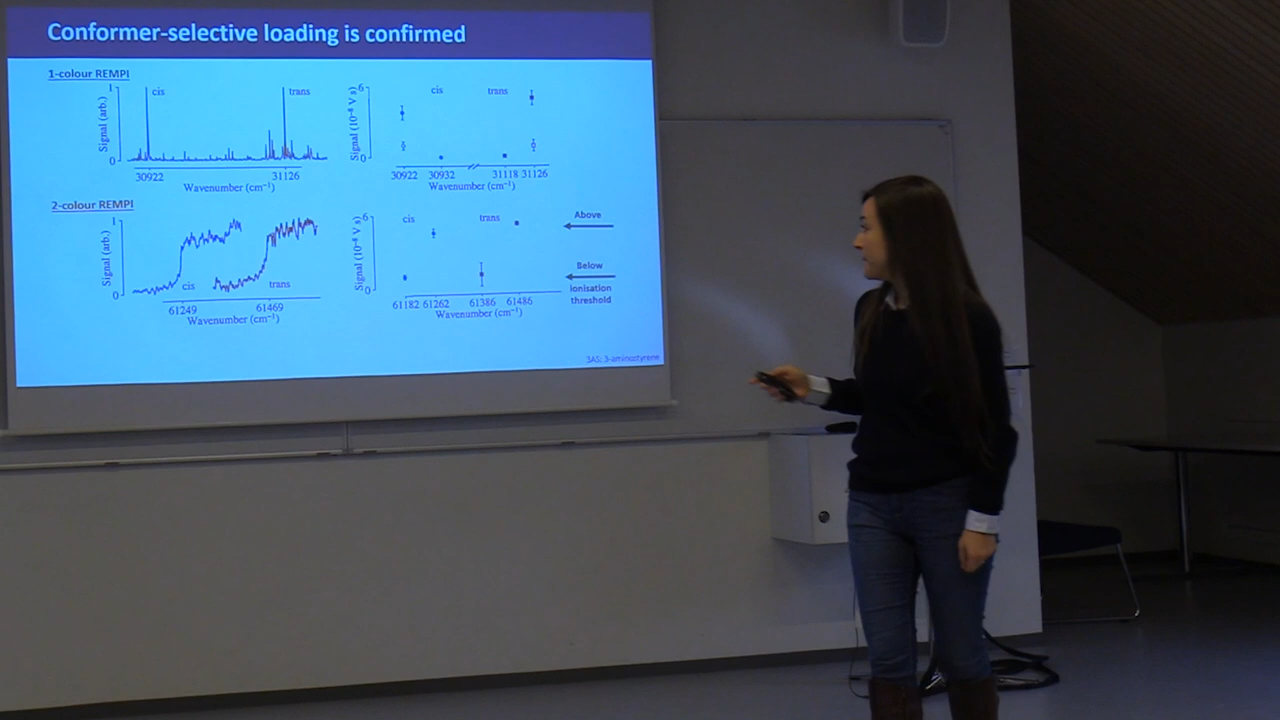 Conformer-selective loading is confirmed
1-colour REMPI
Signal (arb.)
1
0
cis
trans
30922
31126
Wavenumber (cm⁻¹)
Signal (10⁻⁸ V s)
6
0
cis
trans
30922 30932 31118 31126
Wavenumber (cm⁻¹)
2-colour REMPI
Signal (arb.)
1
0
cis
trans
61249
61469
Wavenumber (cm⁻¹)
Signal (10⁻⁸ V s)
6
0
cis
trans
61182 61262 61386 61486
Wavenumber (cm⁻¹)
Above
Below
ionisation
threshold
3AS: 3-aminostyrene